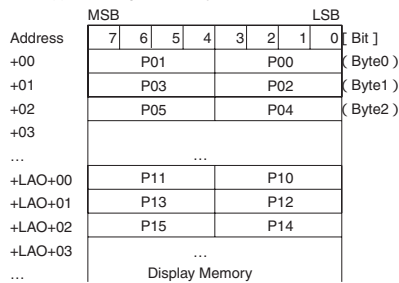 MSB LSB
Address 7 6 5 4 3 2 1 0 [ Bit ]
+00 P01 P00 ( Byte0 )
+01 P03 P02 ( Byte1 )
+02 P05 P04 ( Byte2 )
+03
... ...
+LAO+00 P11 P10
+LAO+01 P13 P12
+LAO+02 P15 P14
+LAO+03 ...
... Display Memory